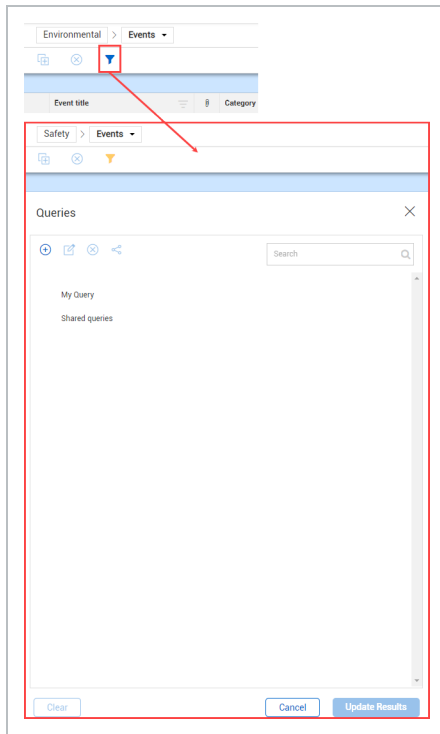 Environmental > Events
Event title Category
Safety > Events
Queries
Search
My Query
Shared queries
Clear Cancel Update Results